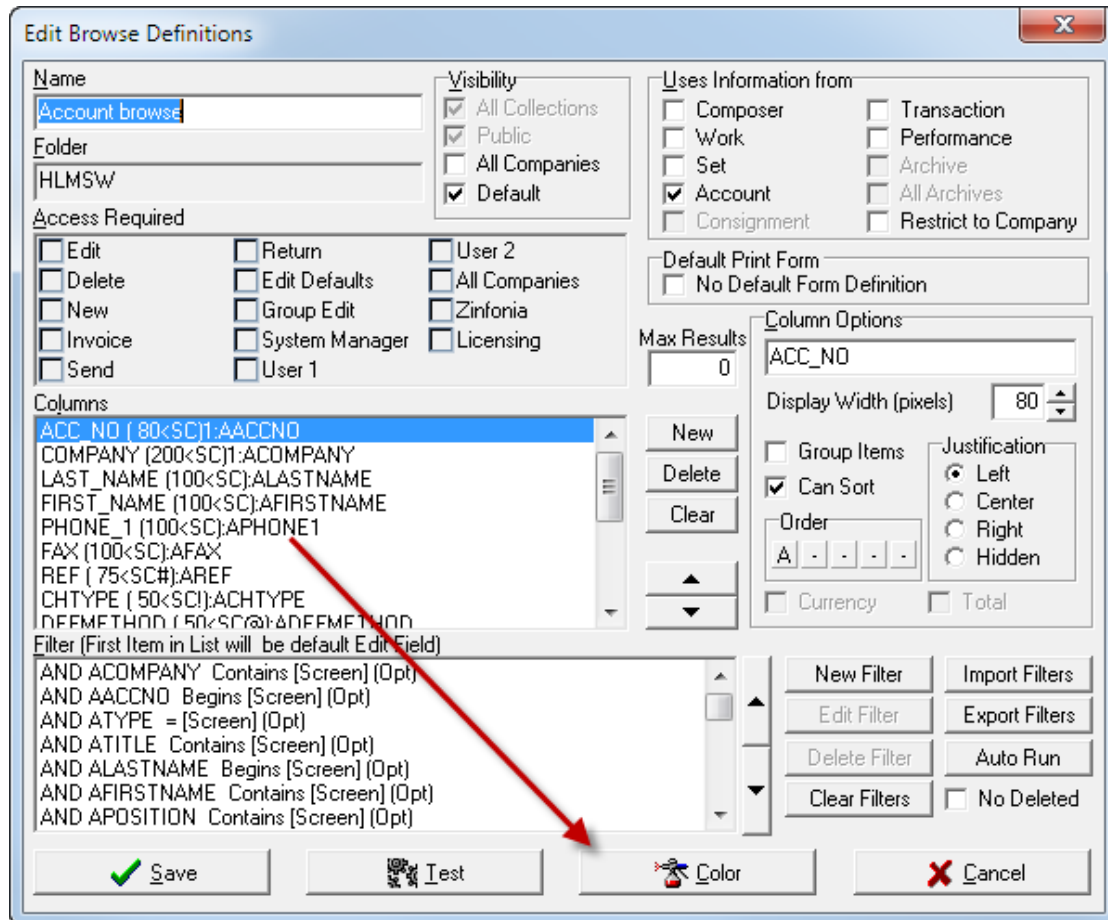 Edit Browse Definitions
Name
Account browse
Folder
HLMSW
Visibility
All Collections
Public
All Companies
Default
Uses Information from
Composer
Work
Set
Account
Consignment
Transaction
Performance
Archive
All Archives
Restrict to Company
Access Required
Edit
Delete
New
Invoice
Send
Return
Edit Defaults
Group Edit
System Manager
User 1
User 2
All Companies
Zinfonia
Licensing
Default Print Form
No Default Form Definition
Max Results
0
Column Options
ACC_NO
Display Width (pixels)
80
Group Items
Can Sort
Order
A - - - -
Justification
Left
Center
Right
Hidden
Currency
Total
Columns
ACC_NO ( 80<SC)1:AACCNO
COMPANY (200<SC)1:ACOMPANY
LAST_NAME (100<SC):ALASTNAME
FIRST_NAME (100<SC):AFIRSTNAME
PHONE_1 (100<SC):APHONE1
FAX (100<SC):AFAX
REF ( 75<SC#):AREF
CHTYPE ( 50<SC!):ACHTYPE
DEFMETHOD ( 50<SC@):ADEFMETHOD
New
Delete
Clear
Filter (First Item in List will be default Edit Field)
AND ACOMPANY Contains [Screen] (Opt)
AND AACCNO Begins [Screen] (Opt)
AND ATYPE = [Screen] (Opt)
AND ATITLE Contains [Screen] (Opt)
AND ALASTNAME Begins [Screen] (Opt)
AND AFIRSTNAME Contains [Screen] (Opt)
AND APOSITION Contains [Screen] (Opt)
New Filter
Edit Filter
Delete Filter
Clear Filters
Import Filters
Export Filters
Auto Run
No Deleted
Save
Test
Color
Cancel